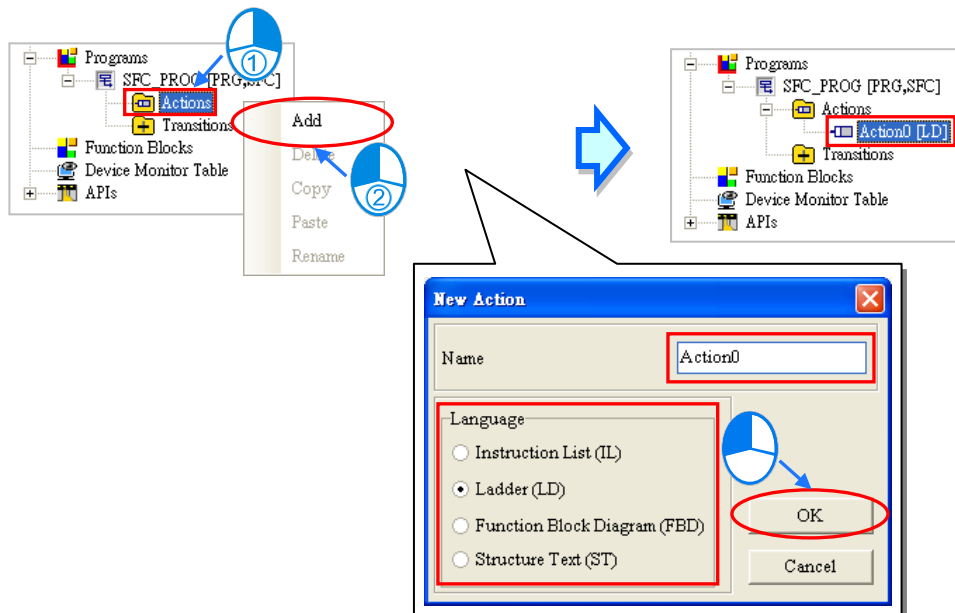 Programs
SFC_PROG [PRG,SFC]
Actions
Transitions
Function Blocks
Device Monitor Table
APIs
①
Add
Delete
Copy
Paste
Rename
②
Programs
SFC_PROG [PRG,SFC]
Actions
Action0 [LD]
Transitions
Function Blocks
Device Monitor Table
APIs
New Action
Name
Action0
Language
Instruction List (IL)
Ladder (LD)
Function Block Diagram (FBD)
Structure Text (ST)
OK
Cancel